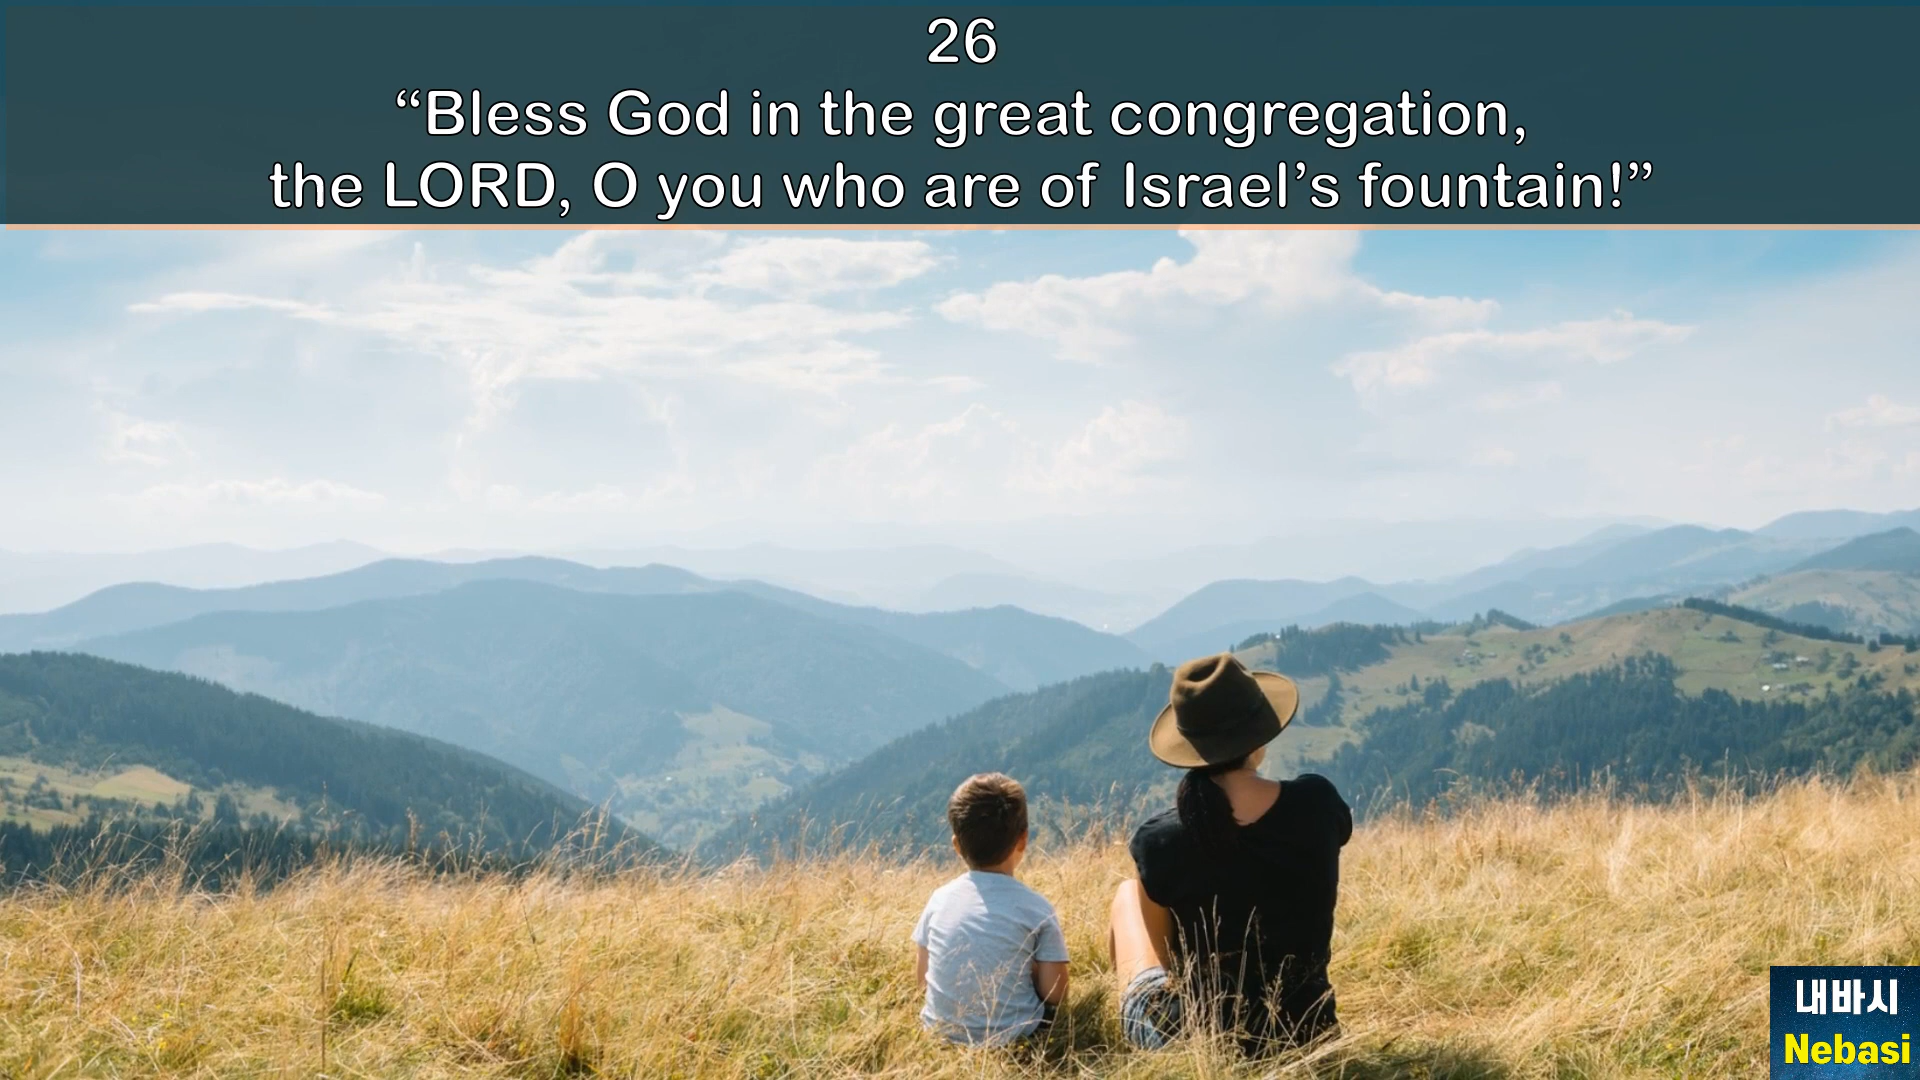 26
“Bless God in the great congregation,
the LORD, O you who are of Israel’s fountain!”
내바시
Nebasi